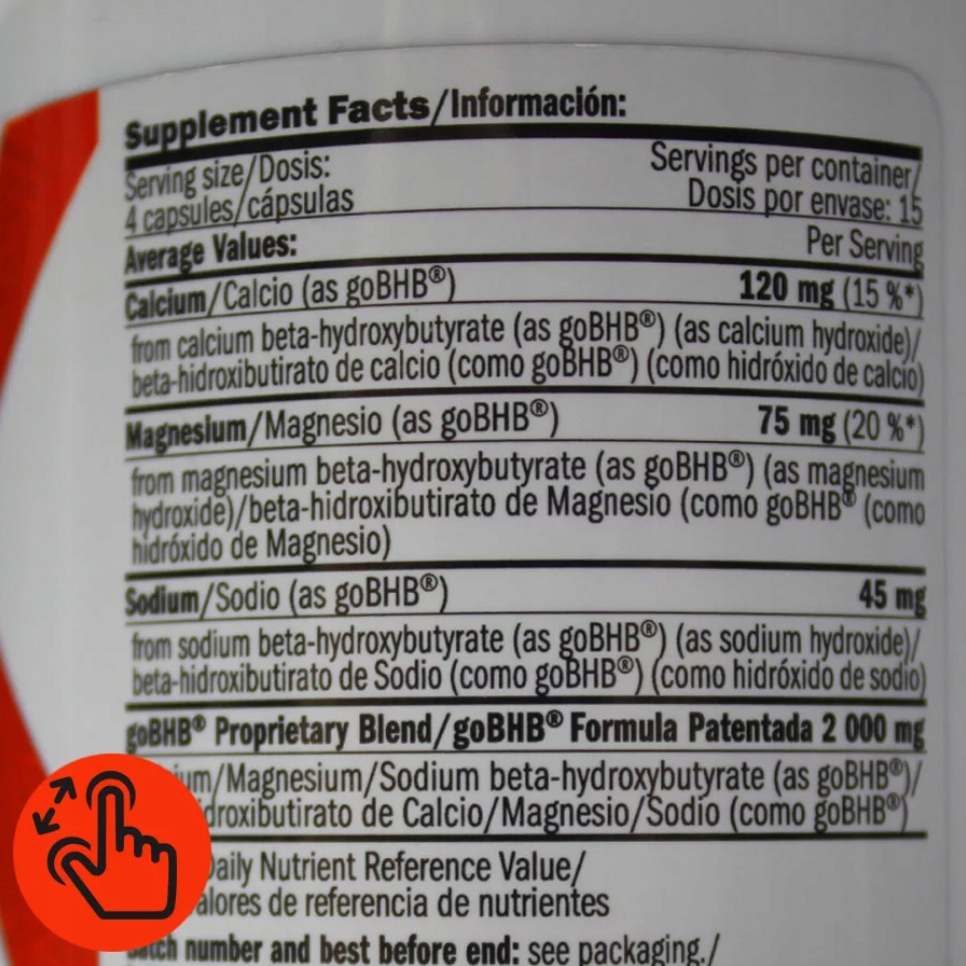 Supplement Facts/Información:
Serving size/Dosis:
4 capsules/cápsulas
Servings per container/
Dosis por envase: 15
Average Values:
Per Serving
Calcium/Calcio (as goBHB®) 120 mg (15 %*)
from calcium beta-hydroxybutyrate (as goBHB®) (as calcium hydroxide)/
beta-hidroxibutirato de calcio (como goBHB®) (como hidróxido de calcio)
Magnesium/Magnesio (as goBHB®) 75 mg (20 %*)
from magnesium beta-hydroxybutyrate (as goBHB®) (as magnesium
hydroxide)/beta-hidroxibutirato de Magnesio (como goBHB® (como
hidróxido de Magnesio)
Sodium/Sodio (as goBHB®) 45 mg
from sodium beta-hydroxybutyrate (as goBHB®) (as sodium hydroxide)/
beta-hidroxibutirato de Sodio (como goBHB®) (como hidróxido de sodio)
goBHB® Proprietary Blend/goBHB® Formula Patentada 2 000 mg
/Magnesium/Sodium beta-hydroxybutyrate (as goBHB®)/
de Calcio/Magnesio/Sodio (como goBHB®)
Nutrient Reference Value/
de referencia de nutrientes
number and best before end: see packaging./